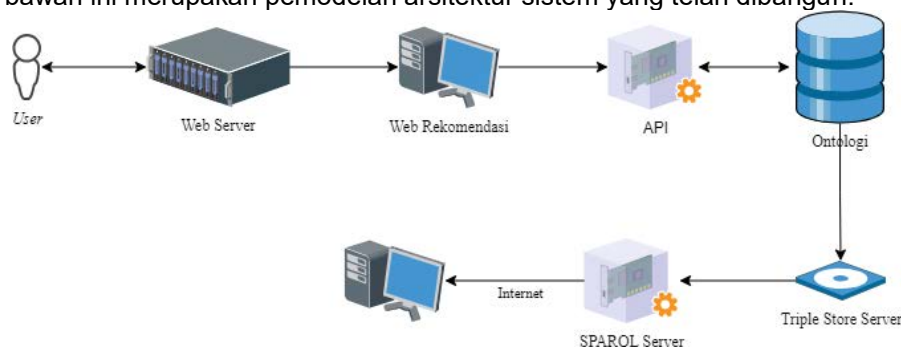 bawah ini merupakan pemodelan arsitektur sistem yang telah dibangun.
User
Web Server
Web Rekomendasi
API
Ontologi
Internet
SPARQL Server
Triple Store Server